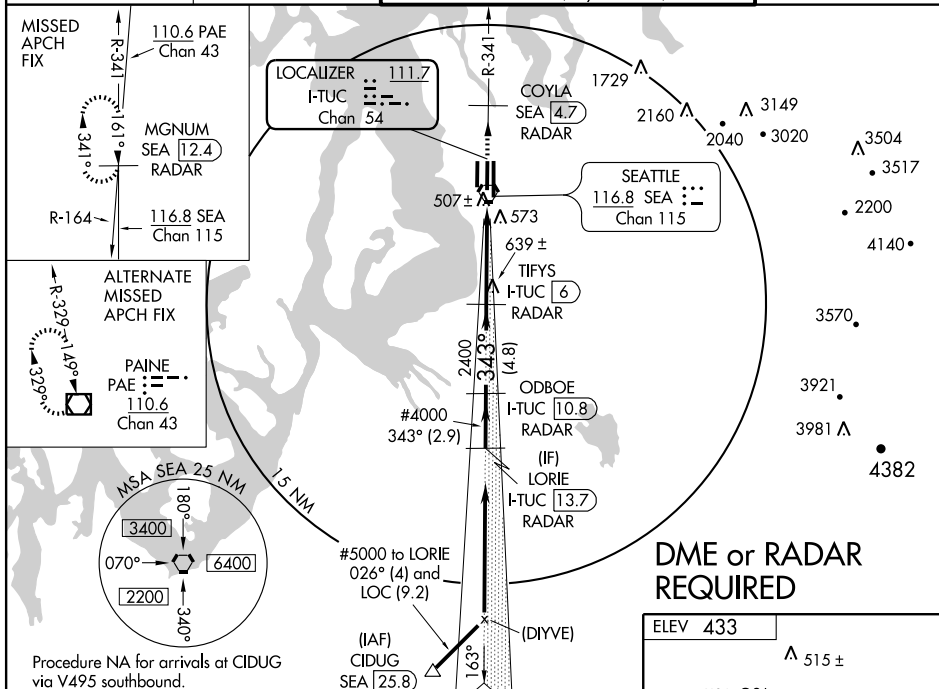 MISSED
APCH
FIX
R-341
110.6 PAE
Chan 43
161°
341°
MGNUM
SEA 12.4
RADAR
R-164
116.8 SEA
Chan 115
ALTERNATE
MISSED
APCH FIX
R-329
149°
329°
PAINE
PAE
110.6
Chan 43
LOCALIZER 111.7
I-TUC
Chan 54
R-341
COYLA
SEA 4.7
RADAR
1729
2160
2040
3149
3020
3504
3517
2200
4140
3570
3921
3981
4382
SEATTLE
116.8 SEA
Chan 115
507 ±
573
639 ±
TIFYS
I-TUC 6
RADAR
2400
343°
(4.8)
ODBOE
I-TUC 10.8
RADAR
#4000
343° (2.9)
(IF)
LORIE
I-TUC 13.7
RADAR
15 NM
MSA SEA 25 NM
180°
3400
070°
6400
2200
340°
#5000 to LORIE
026° (4) and
LOC (9.2)
(DIYVE)
163°
(IAF)
CIDUG
SEA 25.8
Procedure NA for arrivals at CIDUG
via V495 southbound.
DME or RADAR
REQUIRED
ELEV 433
515 ±